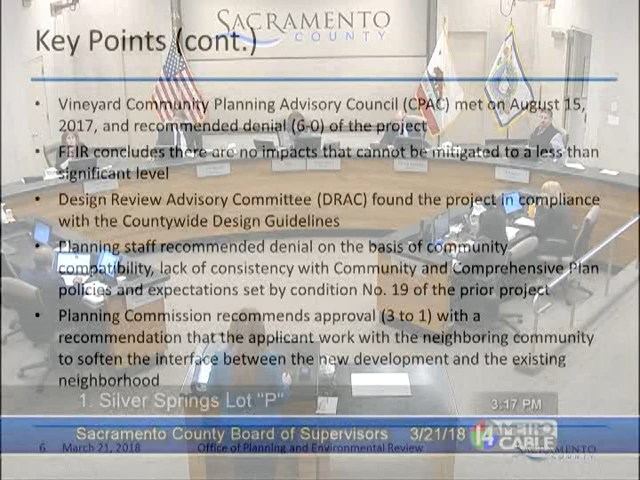 SACRAMENTO
COUNTY
Key Points (cont.)
• Vineyard Community Planning Advisory Council (CPAC) met on August 15,
2017, and recommended denial (6-0) of the project
• FEIR concludes there are no impacts that cannot be mitigated to a less than
significant level
• Design Review Advisory Committee (DRAC) found the project in compliance
with the Countywide Design Guidelines
• Planning staff recommended denial on the basis of community
compatibility, lack of consistency with Community and Comprehensive Plan
policies and expectations set by condition No. 19 of the prior project
• Planning Commission recommends approval (3 to 1) with a
recommendation that the applicant work with the neighboring community
to soften the interface between the new development and the existing
neighborhood
1. Silver Springs Lot "P"
3:17 PM
Sacramento County Board of Supervisors 3/21/18 14 METRO CABLE
6 March 21, 2018 Office of Planning and Environmental Review SACRAMENTO
COUNTY